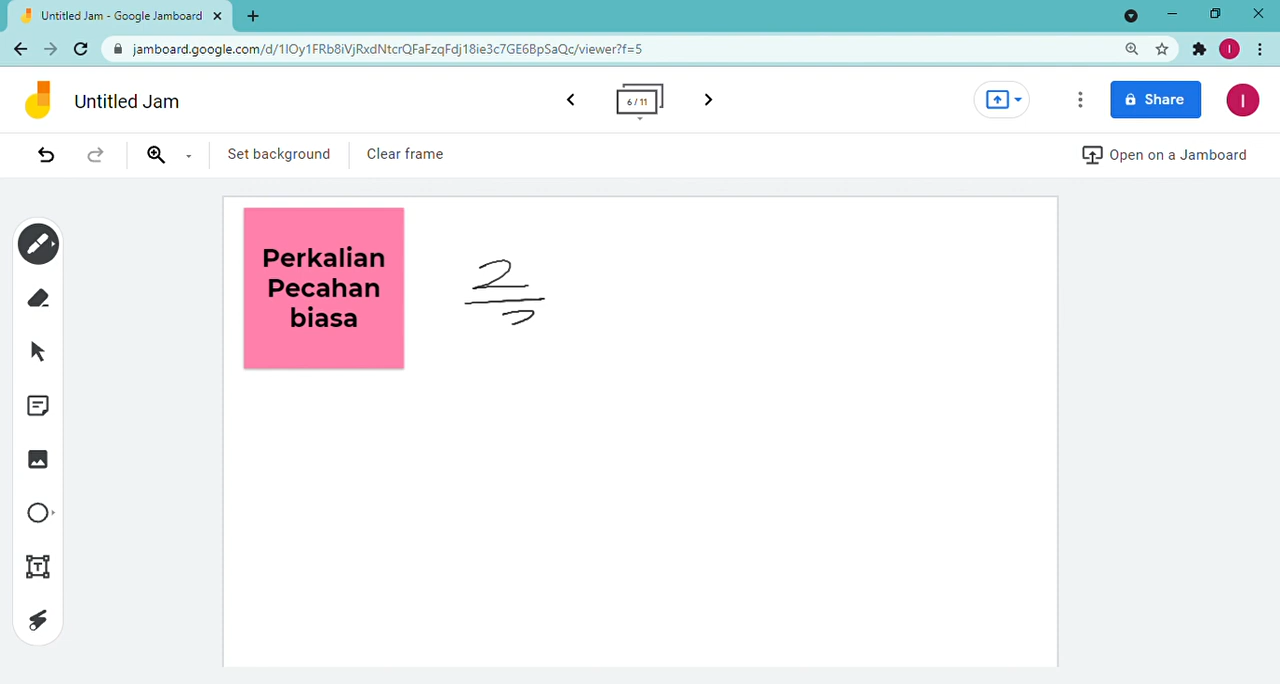 Untitled Jam - Google Jamboard
jamboard.google.com/d/1IOy1FRb8iVjRxdNtcrQFaFzqFdj18ie3c7GE6BpSaQc/viewer?f=5
I
Untitled Jam
6 / 11
Share
I
Set background
Clear frame
Open on a Jamboard
Perkalian
Pecahan
biasa
2
T